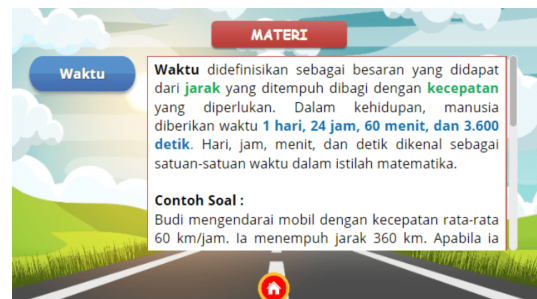 MATERI
Waktu
Waktu didefinisikan sebagai besaran yang didapat
dari jarak yang ditempuh dibagi dengan kecepatan
yang diperlukan. Dalam kehidupan, manusia
diberikan waktu 1 hari, 24 jam, 60 menit, dan 3.600
detik. Hari, jam, menit, dan detik dikenal sebagai
satuan-satuan waktu dalam istilah matematika.
Contoh Soal :
Budi mengendarai mobil dengan kecepatan rata-rata
60 km/jam. Ia menempuh jarak 360 km. Apabila ia